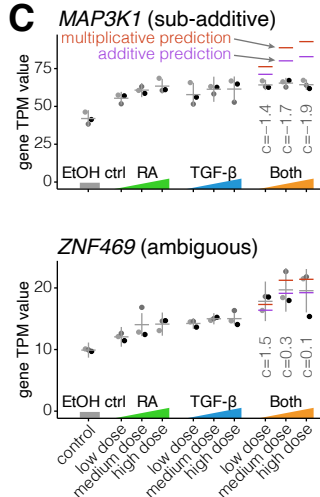 C
MAP3K1 (sub-additive)
multiplicative prediction
additive prediction
gene TPM value
75
50
25
0
c=-1.4
c=-1.7
c=-1.9
EtOH ctrl RA TGF-β Both
ZNF469 (ambiguous)
gene TPM value
20
10
0
c=1.5
c=0.3
c=0.1
EtOH ctrl RA TGF-β Both
control
low dose
medium dose
high dose
low dose
medium dose
high dose
low dose
medium dose
high dose